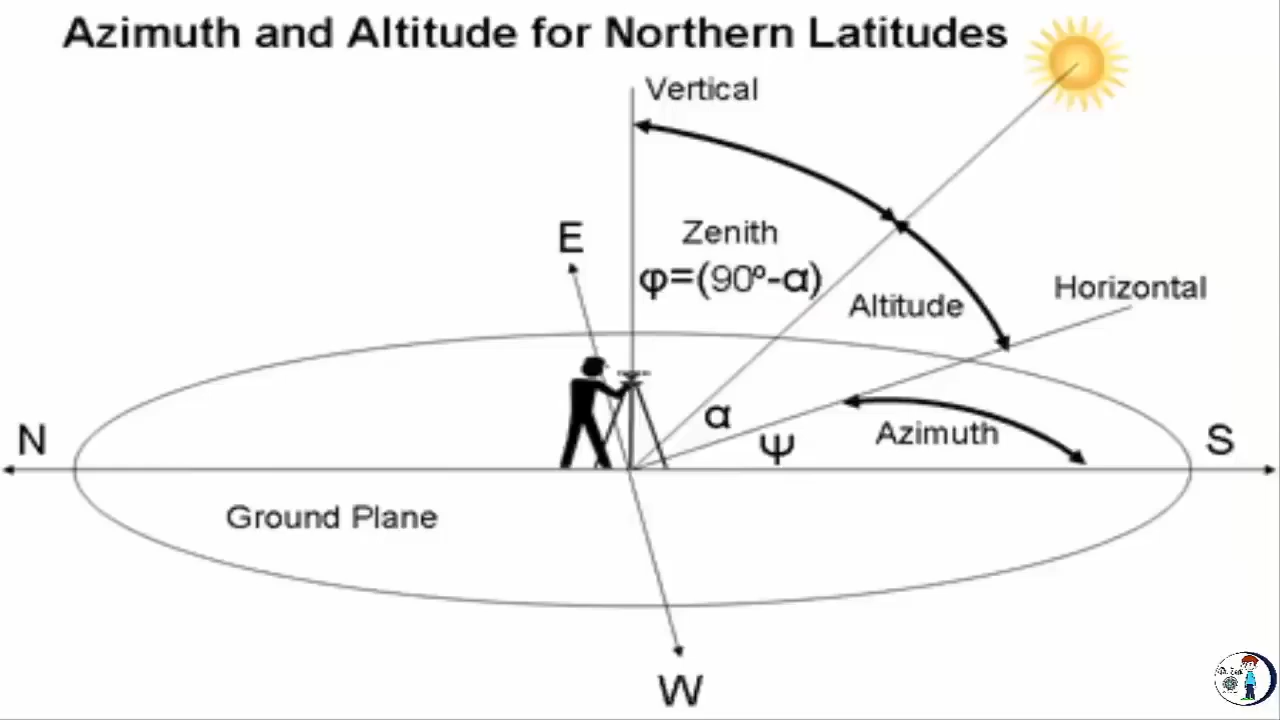 Azimuth and Altitude for Northern Latitudes
Vertical
E
Zenith
φ=(90º-α)
Altitude
Horizontal
N
α
Ψ
Azimuth
S
Ground Plane
W